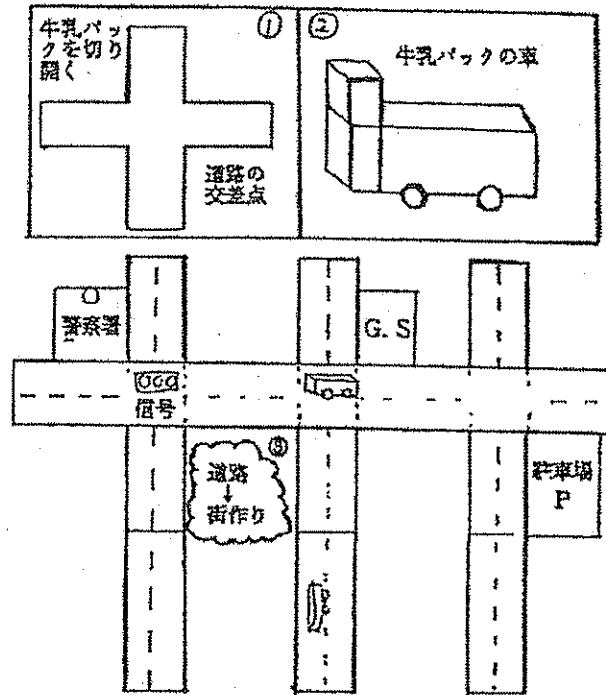 牛乳パッ
クを切り
開く
①
道路の
交差点
②
牛乳パックの車
警察署
G.S
信号
③
道路
↓
街作り
駐車場
P